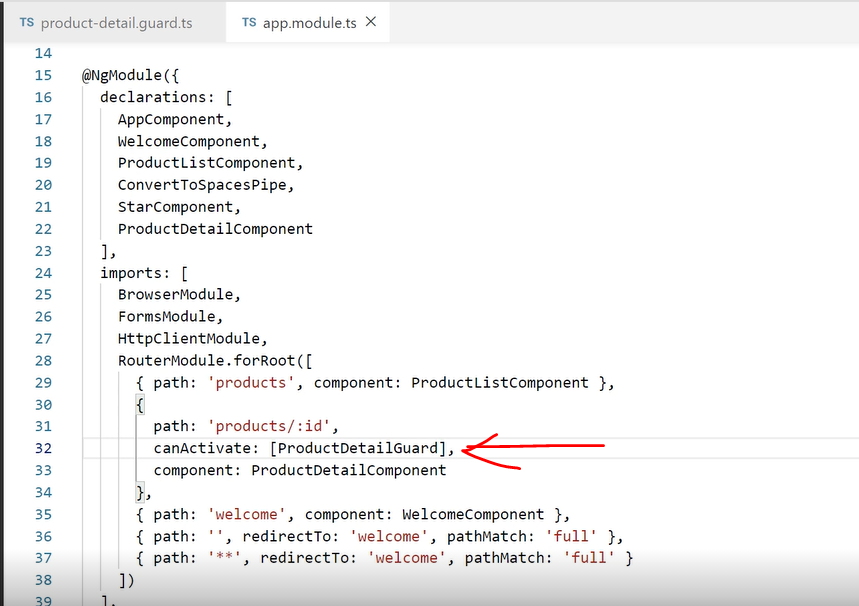 TS product-detail.guard.ts TS app.module.ts ×
14
15 @NgModule({
16 declarations: [
17 AppComponent,
18 WelcomeComponent,
19 ProductListComponent,
20 ConvertToSpacesPipe,
21 StarComponent,
22 ProductDetailComponent
23 ],
24 imports: [
25 BrowserModule,
26 FormsModule,
27 HttpClientModule,
28 RouterModule.forRoot([
29 { path: 'products', component: ProductListComponent },
30 {
31 path: 'products/:id',
32 canActivate: [ProductDetailGuard],
33 component: ProductDetailComponent
34 },
35 { path: 'welcome', component: WelcomeComponent },
36 { path: '', redirectTo: 'welcome', pathMatch: 'full' },
37 { path: '**', redirectTo: 'welcome', pathMatch: 'full' }
38 ])
39 ],